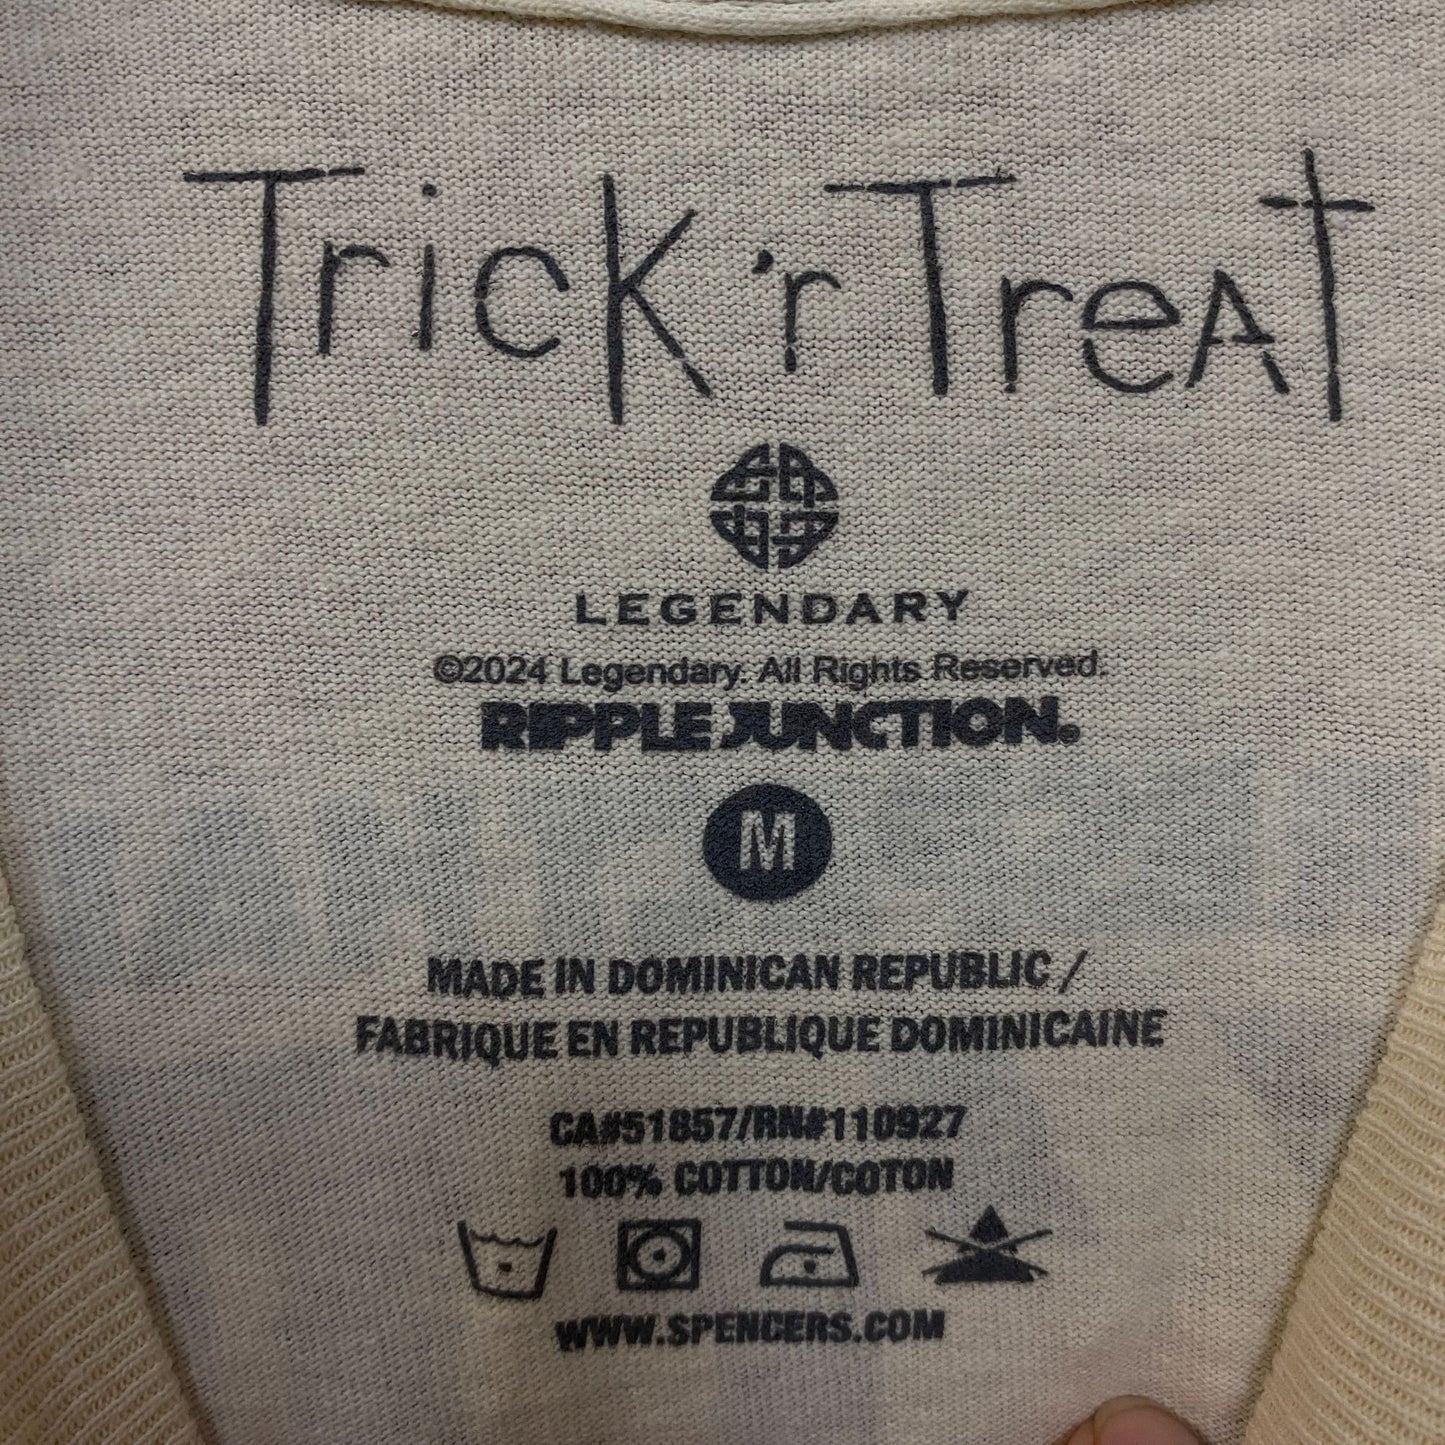 Trick 'r Treat
LEGENDARY
©2024 Legendary. All Rights Reserved.
RIPPLE JUNCTION.
M
MADE IN DOMINICAN REPUBLIC /
FABRIQUE EN REPUBLIQUE DOMINICAINE
CA#51857/RN#110927
100% COTTON/COTON
WWW.SPENCERS.COM